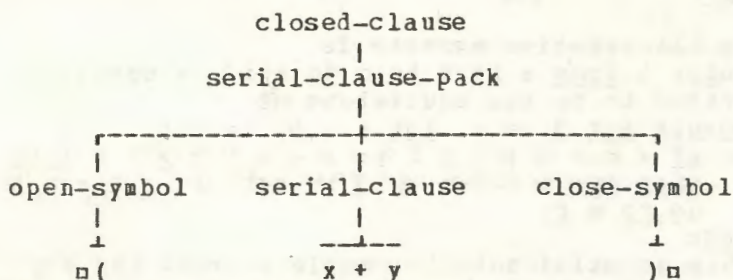 closed-clause
serial-clause-pack
open-symbol serial-clause close-symbol
¤( x + y )¤